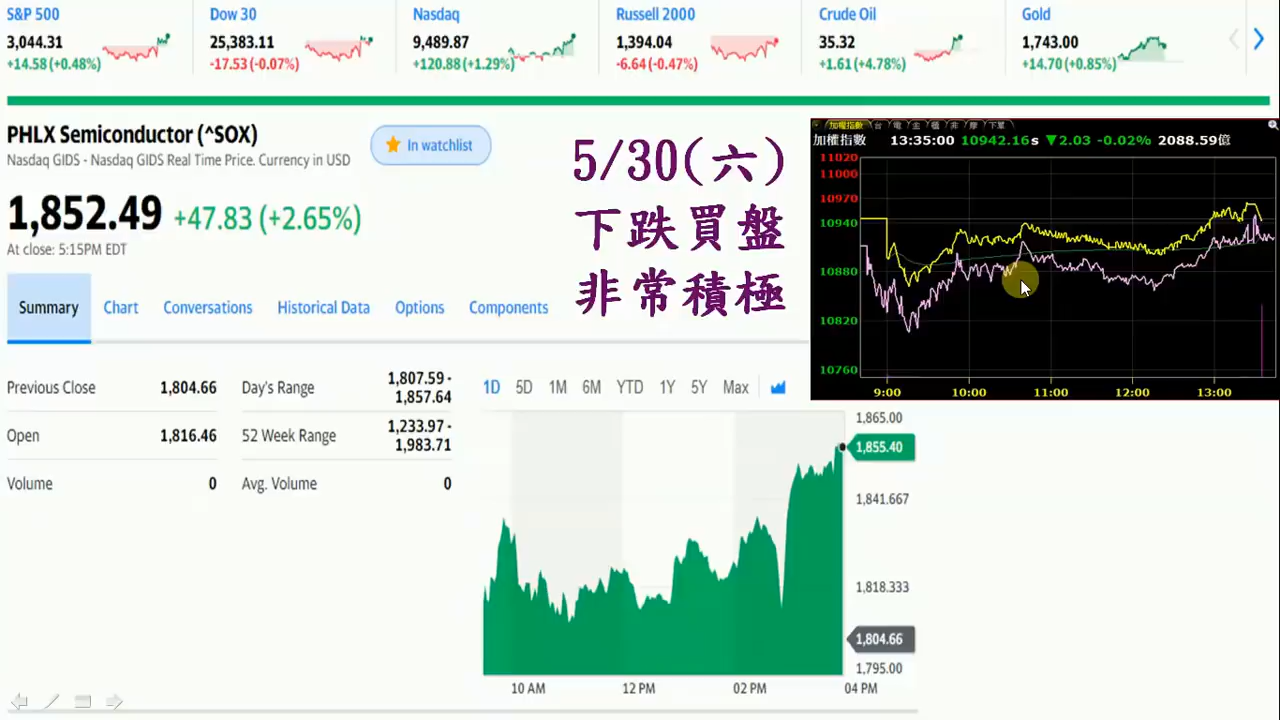 S&P 500
3,044.31
+14.58 (+0.48%)
Dow 30
25,383.11
-17.53 (-0.07%)
Nasdaq
9,489.87
+120.88 (+1.29%)
Russell 2000
1,394.04
-6.64 (-0.47%)
Crude Oil
35.32
+1.61 (+4.78%)
Gold
1,743.00
+14.70 (+0.85%)
PHLX Semiconductor (^SOX)
Nasdaq GIDS - Nasdaq GIDS Real Time Price. Currency in USD
In watchlist
1,852.49 +47.83 (+2.65%)
At close: 5:15PM EDT
5/30(六)
下跌買盤
非常積極
Summary Chart Conversations Historical Data Options Components
Previous Close 1,804.66
Open 1,816.46
Volume 0
Day's Range 1,807.59 -
1,857.64
52 Week Range 1,233.97 -
1,983.71
Avg. Volume 0
1D 5D 1M 6M YTD 1Y 5Y Max
1,865.00
1,855.40
1,841.667
1,818.333
1,804.66
1,795.00
10 AM 12 PM 02 PM 04 PM
加權指數
加權指數 13:35:00 10942.16s ▼2.03 -0.02% 2088.59億
11020
11000
10970
10940
10880
10820
10760
9:00 10:00 11:00 12:00 13:00